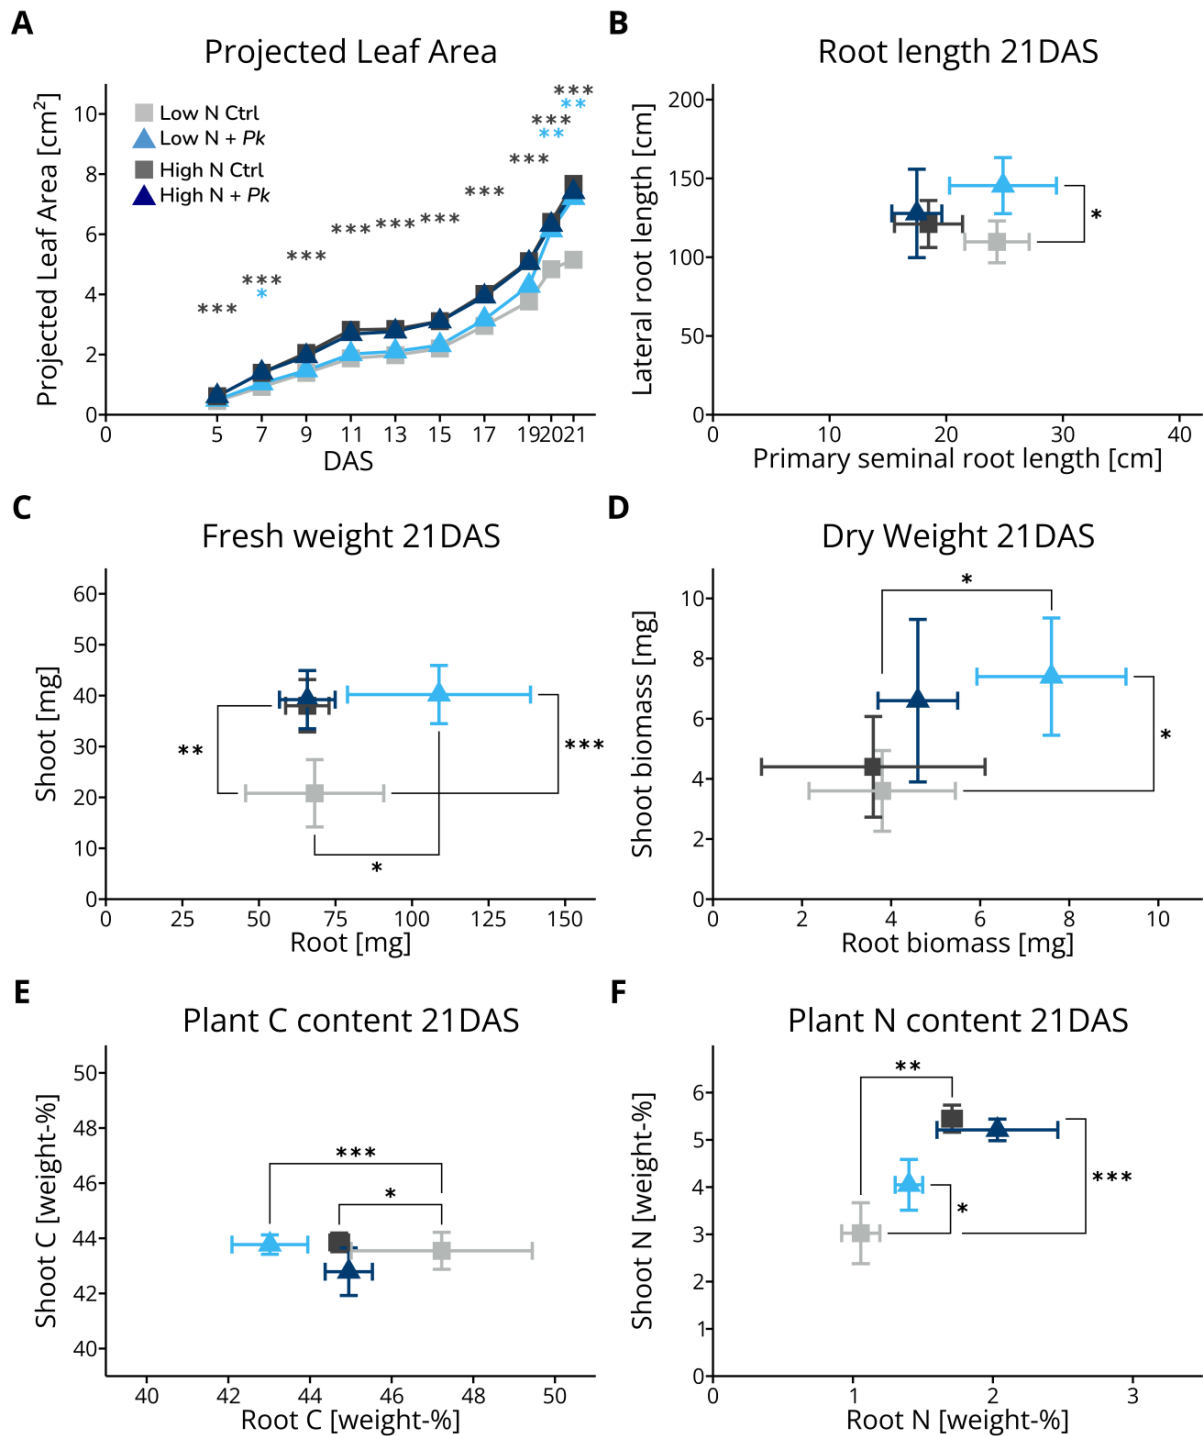 A
Projected Leaf Area
Projected Leaf Area [cm²]
10
8
6
4
2
0
Low N Ctrl
Low N + Pk
High N Ctrl
High N + Pk
***
***
*
***
***
***
***
***
***
***
**
***
**
0 5 7 9 11 13 15 17 19 20 21
DAS
B
Root length 21DAS
Lateral root length [cm]
200
150
100
50
0
*
0 10 20 30 40
Primary seminal root length [cm]
C
Fresh weight 21DAS
Shoot [mg]
60
50
40
30
20
10
0
**
***
*
0 25 50 75 100 125 150
Root [mg]
D
Dry Weight 21DAS
Shoot biomass [mg]
10
8
6
4
2
0
*
*
0 2 4 6 8 10
Root biomass [mg]
E
Plant C content 21DAS
Shoot C [weight-%]
50
48
46
44
42
40
***
*
40 42 44 46 48 50
Root C [weight-%]
F
Plant N content 21DAS
Shoot N [weight-%]
6
5
4
3
2
1
0
**
***
*
0 1 2 3
Root N [weight-%]